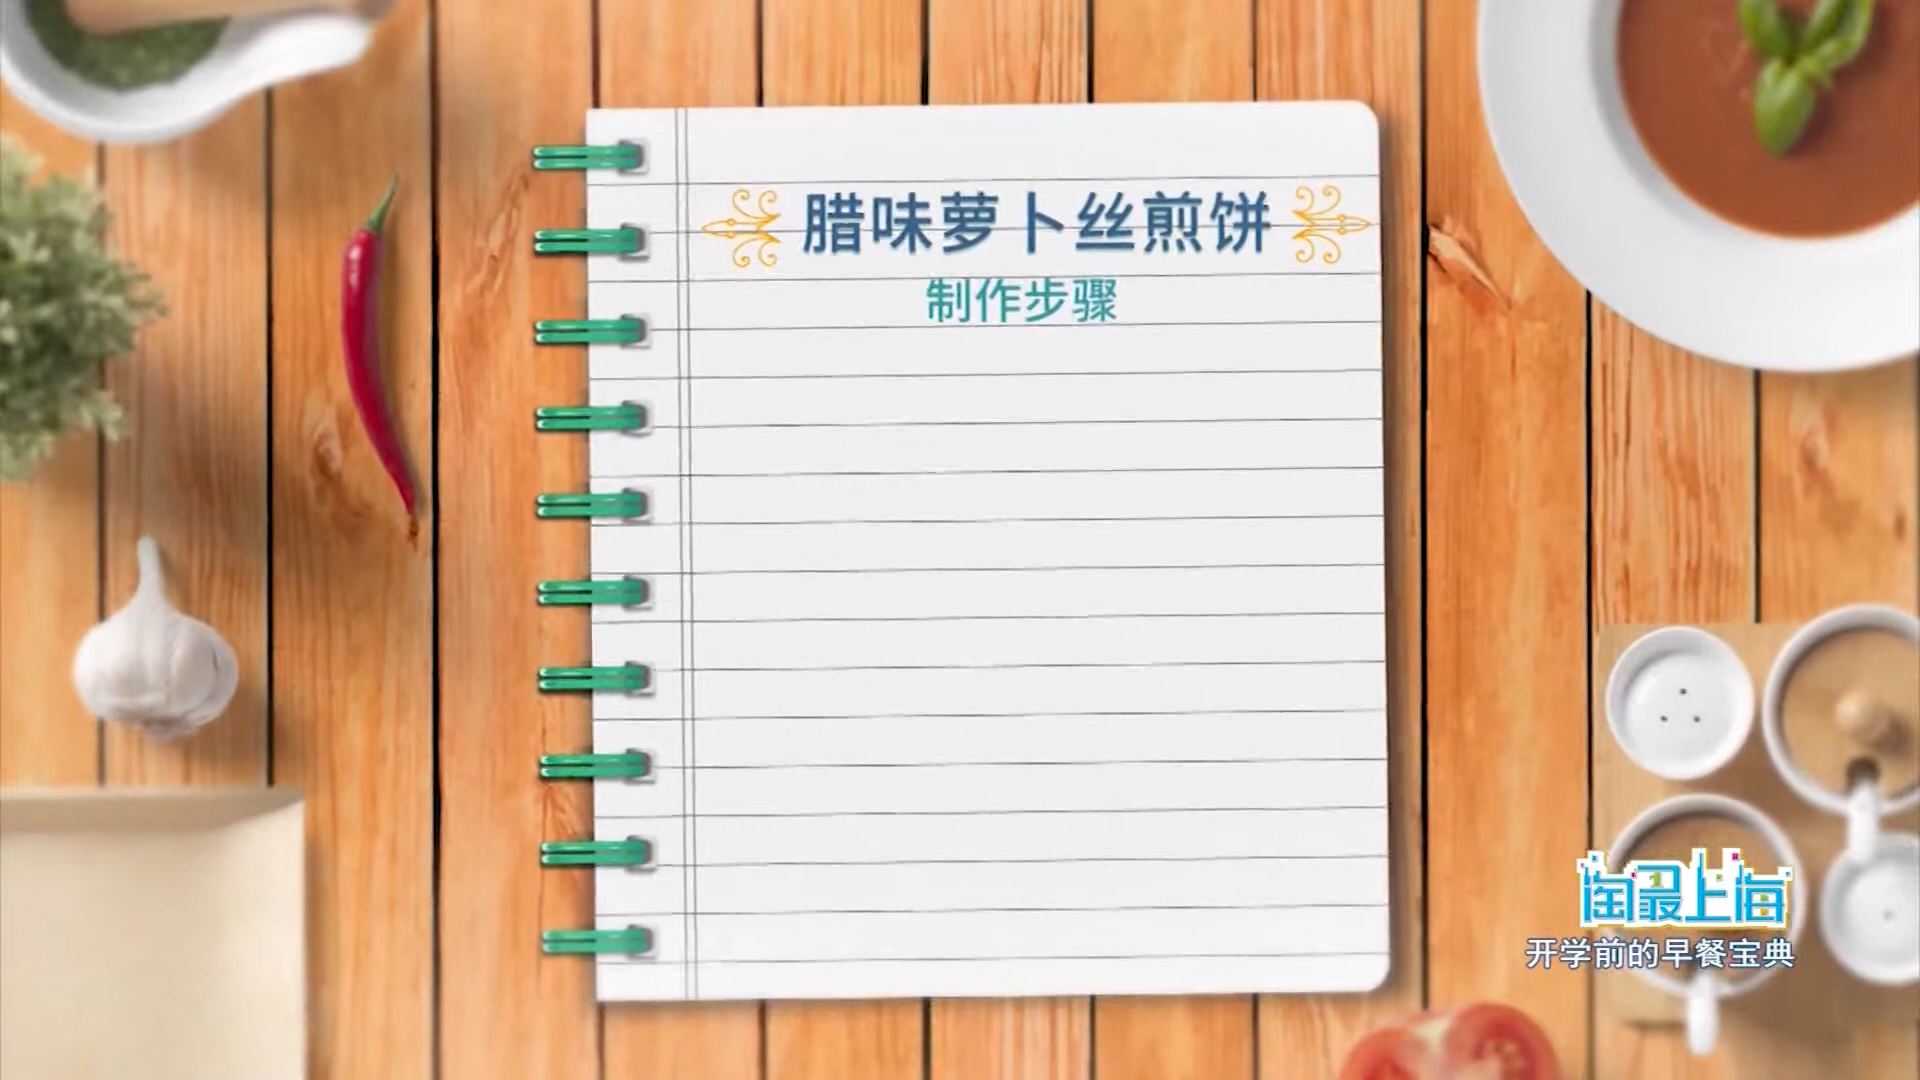 腊味萝卜丝煎饼
制作步骤
淘最上海
开学前的早餐宝典